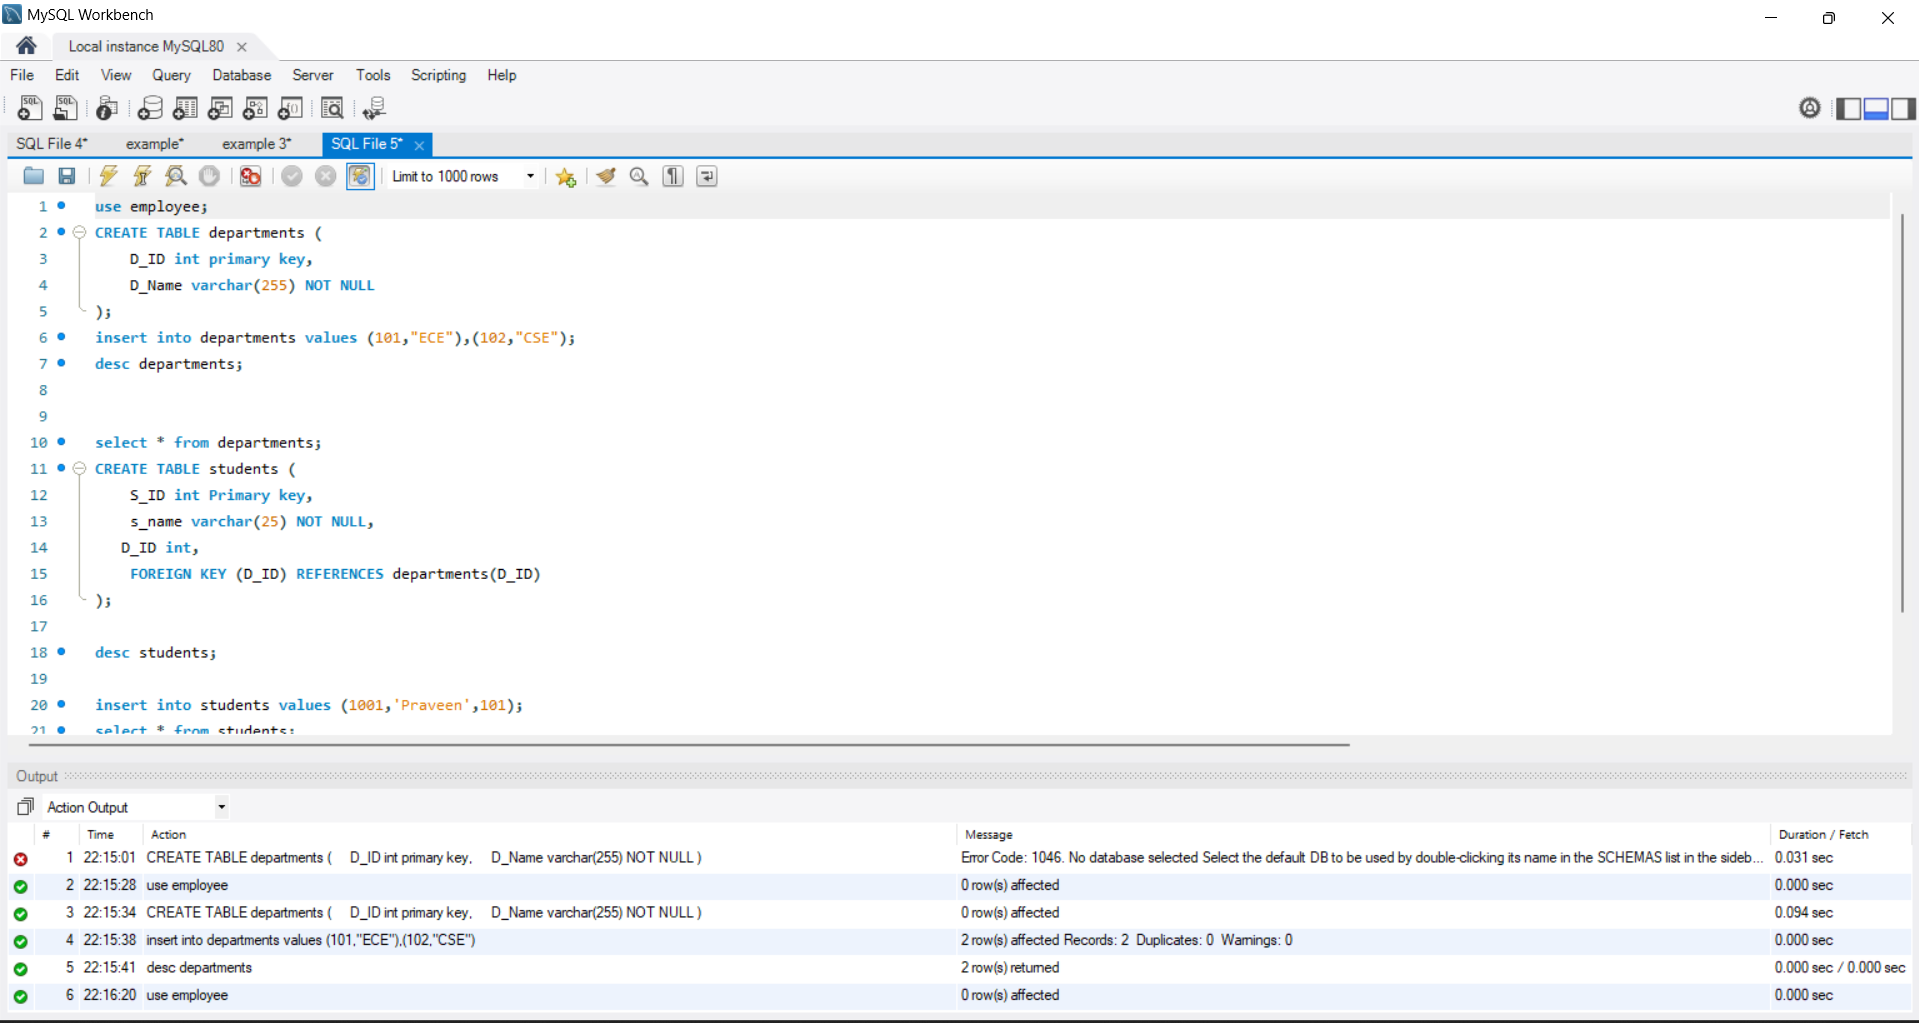 MySQL Workbench
Local instance MySQL80
File Edit View Query Database Server Tools Scripting Help
SQL File 4* example* example 3* SQL File 5*
Limit to 1000 rows
1 use employee;
2 CREATE TABLE departments (
3 D_ID int primary key,
4 D_Name varchar(255) NOT NULL
5 );
6 insert into departments values (101,"ECE"),(102,"CSE");
7 desc departments;
8
9
10 select * from departments;
11 CREATE TABLE students (
12 S_ID int Primary key,
13 s_name varchar(25) NOT NULL,
14 D_ID int,
15 FOREIGN KEY (D_ID) REFERENCES departments(D_ID)
16 );
17
18 desc students;
19
20 insert into students values (1001,'Praveen',101);
21 select * from students;
Output
Action Output
# Time Action Message Duration / Fetch
1 22:15:01 CREATE TABLE departments ( D_ID int primary key, D_Name varchar(255) NOT NULL ) Error Code: 1046. No database selected Select the default DB to be used by double-clicking its name in the SCHEMAS list in the sideb... 0.031 sec
2 22:15:28 use employee 0 row(s) affected 0.000 sec
3 22:15:34 CREATE TABLE departments ( D_ID int primary key, D_Name varchar(255) NOT NULL ) 0 row(s) affected 0.094 sec
4 22:15:38 insert into departments values (101,"ECE"),(102,"CSE") 2 row(s) affected Records: 2 Duplicates: 0 Warnings: 0 0.000 sec
5 22:15:41 desc departments 2 row(s) returned 0.000 sec / 0.000 sec
6 22:16:20 use employee 0 row(s) affected 0.000 sec